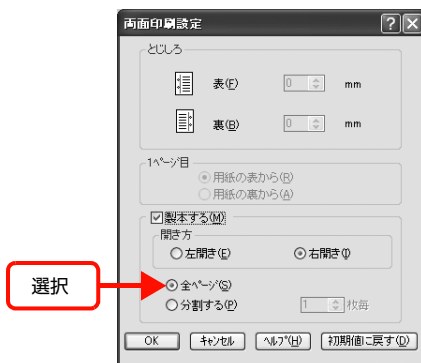 両面印刷設定
とじしろ
表(F) 0 mm
裏(B) 0 mm
1ﾍﾟｰｼﾞ目
用紙の表から(R)
用紙の裏から(A)
製本する(M)
開き方
左開き(E) 右開き(I)
選択
全ﾍﾟｰｼﾞ(S)
分割する(P) 1 枚毎
OK ｷｬﾝｾﾙ ﾍﾙﾌﾟ(H) 初期値に戻す(D)